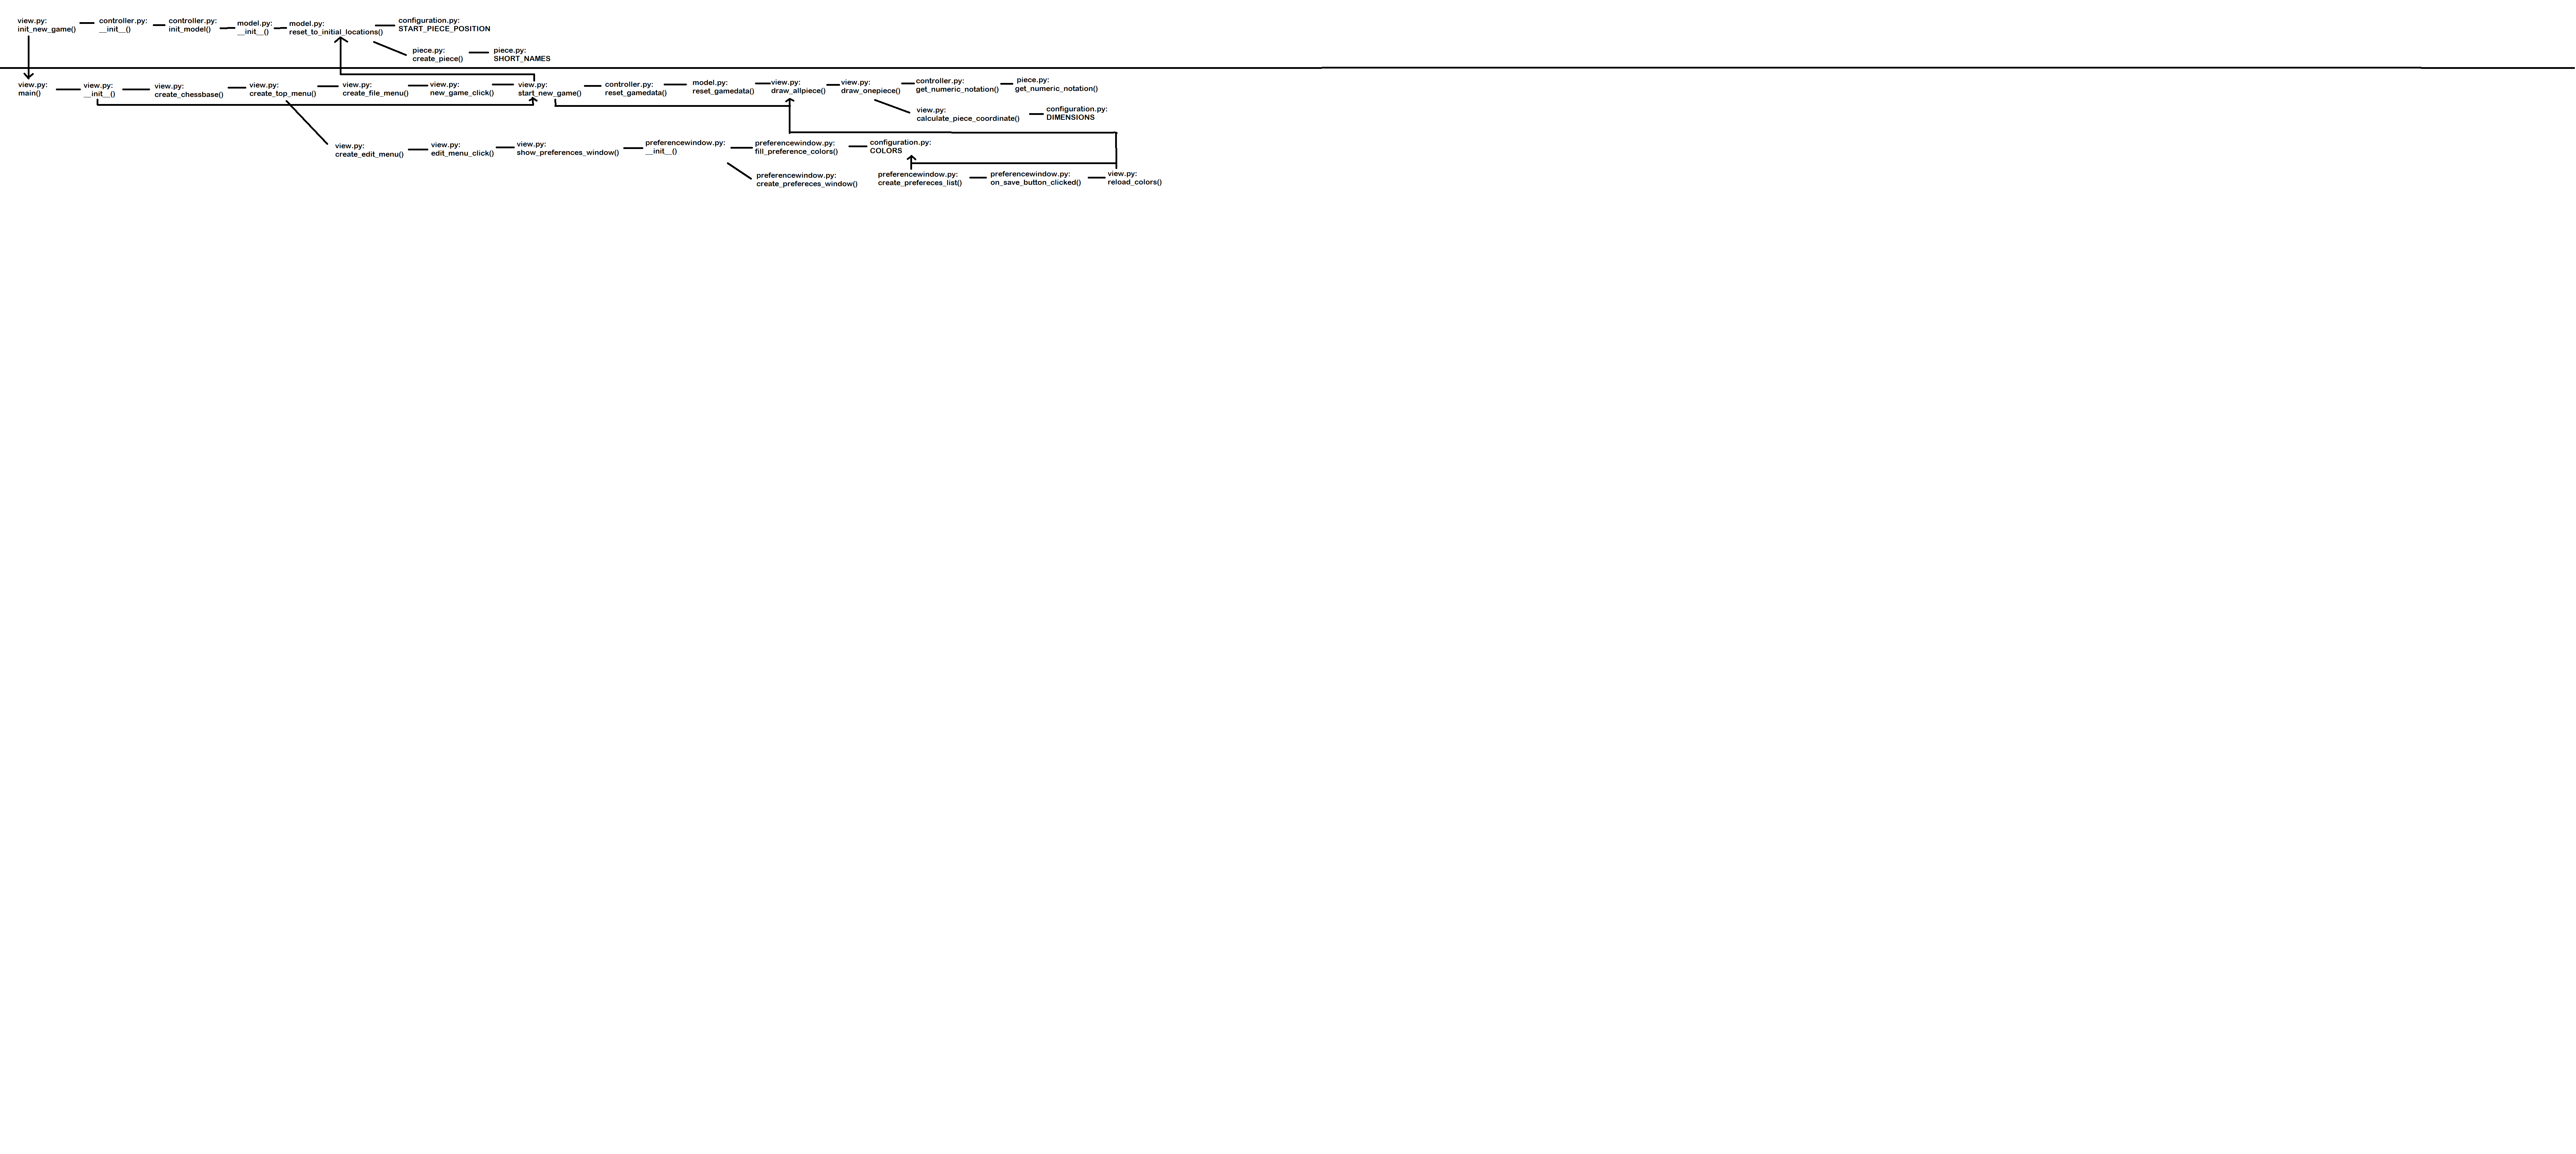 view.py:
init_new_game()
controller.py:
__init__()
controller.py:
init_model()
model.py:
__init__()
model.py:
reset_to_initial_locations()
configuration.py:
START_PIECE_POSITION
piece.py:
create_piece()
piece.py:
SHORT_NAMES
view.py:
main()
view.py:
__init__()
view.py:
create_chessbase()
view.py:
create_top_menu()
view.py:
create_file_menu()
view.py:
new_game_click()
view.py:
start_new_game()
controller.py:
reset_gamedata()
model.py:
reset_gamedata()
view.py:
draw_allpiece()
view.py:
draw_onepiece()
controller.py:
get_numeric_notation()
piece.py:
get_numeric_notation()
view.py:
calculate_piece_coordinate()
configuration.py:
DIMENSIONS
view.py:
create_edit_menu()
view.py:
edit_menu_click()
view.py:
show_preferences_window()
preferencewindow.py:
__init__()
preferencewindow.py:
fill_preference_colors()
configuration.py:
COLORS
preferencewindow.py:
create_prefereces_window()
preferencewindow.py:
create_prefereces_list()
preferencewindow.py:
on_save_button_clicked()
view.py:
reload_colors()